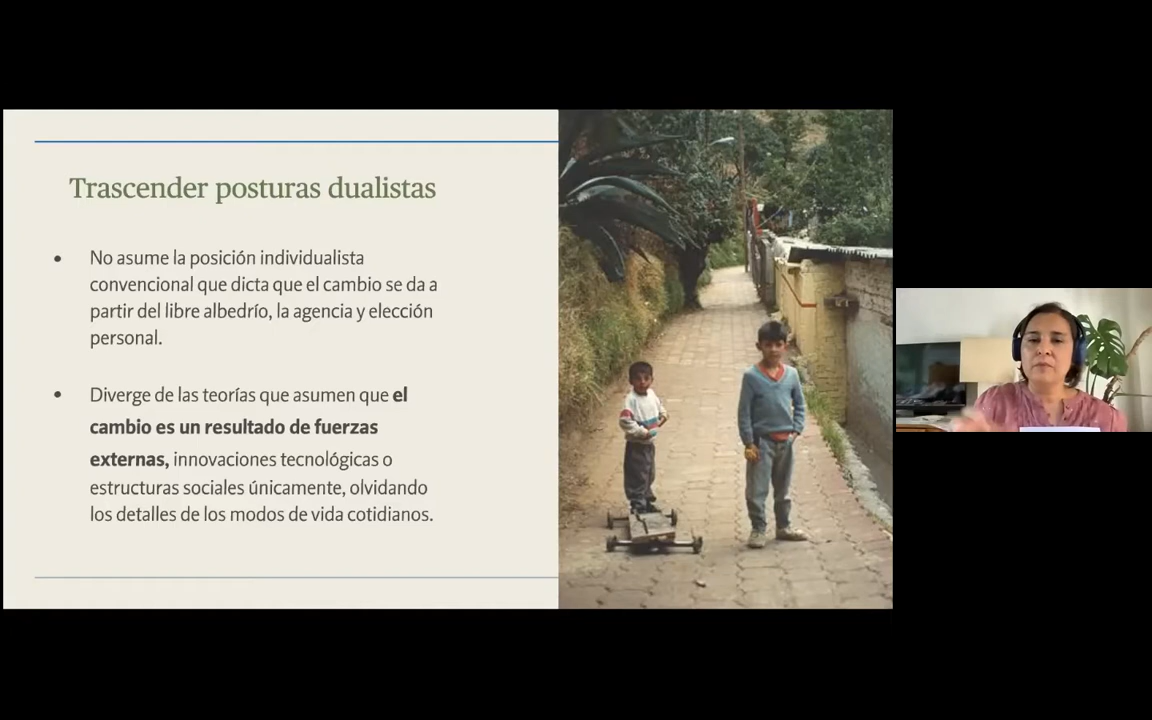 Trascender posturas dualistas
• No asume la posición individualista
convencional que dicta que el cambio se da a
partir del libre albedrío, la agencia y elección
personal.
• Diverge de las teorías que asumen que el
cambio es un resultado de fuerzas
externas, innovaciones tecnológicas o
estructuras sociales únicamente, olvidando
los detalles de los modos de vida cotidianos.